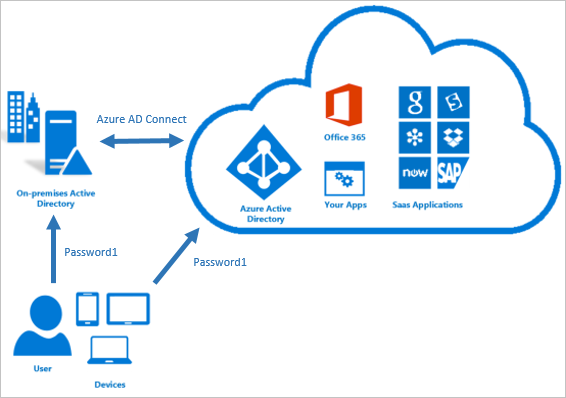 Azure AD Connect
Office 365
On-premises Active
Directory
Azure Active
Directory
Your Apps
Saas Applications
g
now
SAP
Password1
Password1
User
Devices